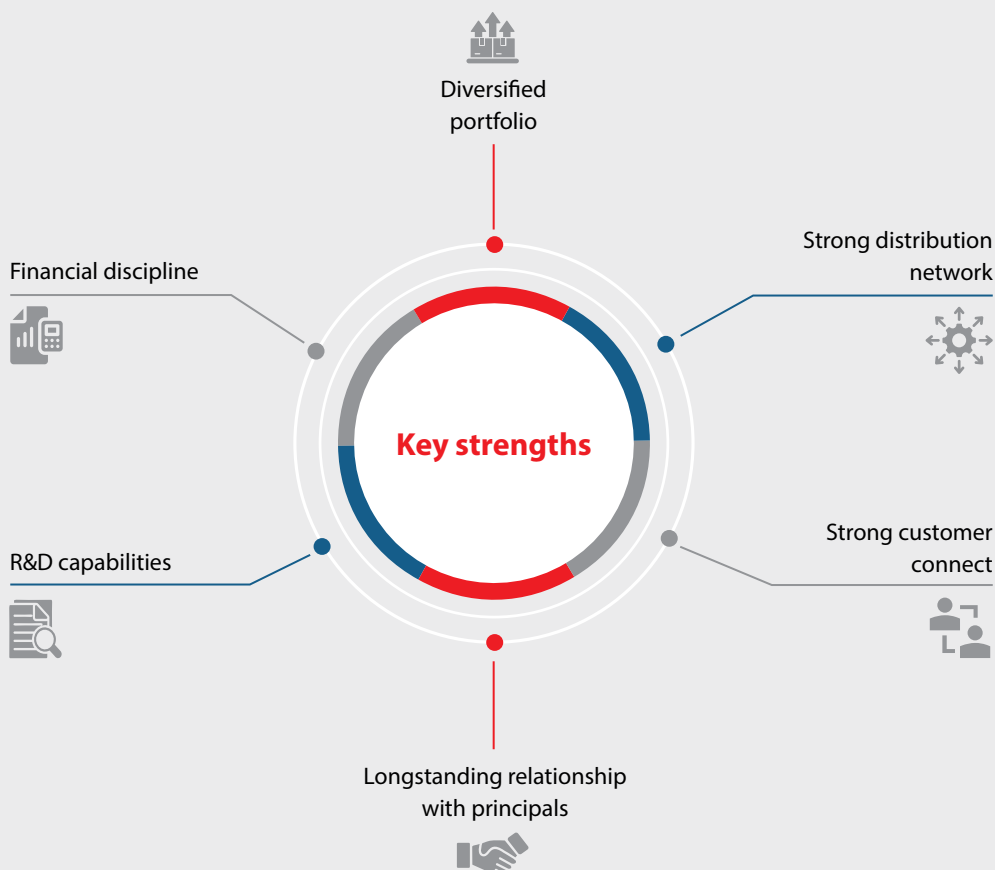 Diversified
portfolio
Strong distribution
network
Financial discipline
Key strengths
Strong customer
connect
R&D capabilities
Longstanding relationship
with principals